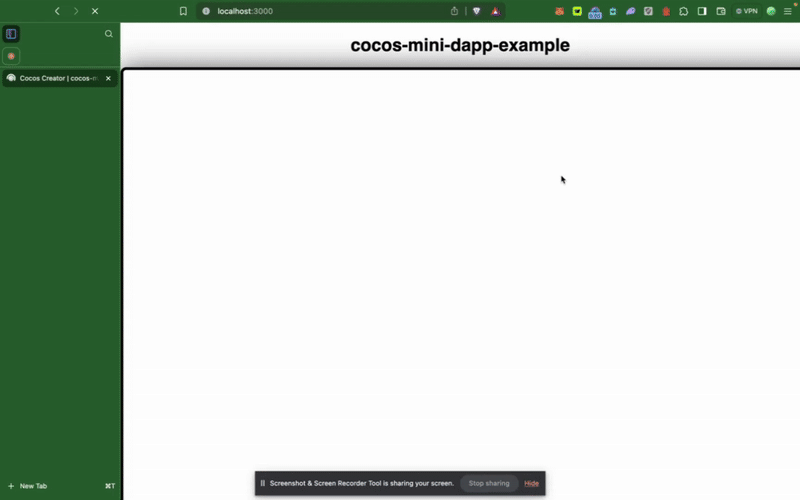 localhost:3000
VPN
cocos-mini-dapp-example
Cocos Creator | cocos-m
New Tab
⌘T
Screenshot & Screen Recorder Tool is sharing your screen.
Stop sharing
Hide